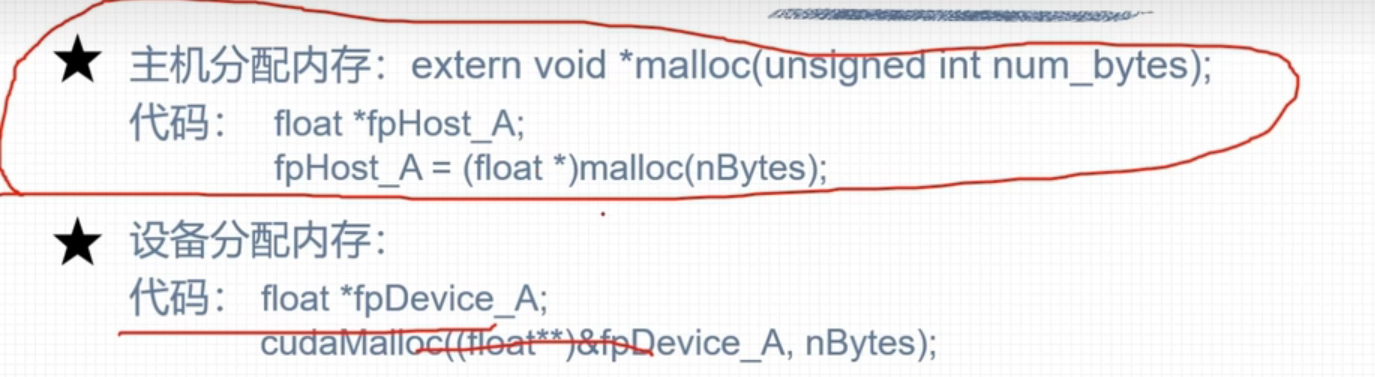 ★ 主机分配内存：extern void *malloc(unsigned int num_bytes);
代码： float *fpHost_A;
fpHost_A = (float *)malloc(nBytes);
★ 设备分配内存：
代码： float *fpDevice_A;
cudaMalloc((float**)&fpDevice_A, nBytes);